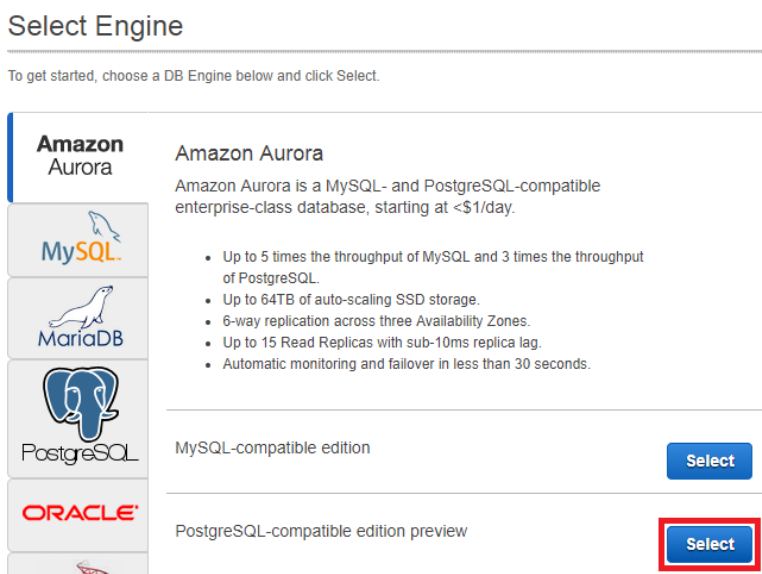 Select Engine
To get started, choose a DB Engine below and click Select.
Amazon
Aurora
MySQL
MariaDB
PostgreSQL
ORACLE
Amazon Aurora
Amazon Aurora is a MySQL- and PostgreSQL-compatible
enterprise-class database, starting at <$1/day.
• Up to 5 times the throughput of MySQL and 3 times the throughput
of PostgreSQL.
• Up to 64TB of auto-scaling SSD storage.
• 6-way replication across three Availability Zones.
• Up to 15 Read Replicas with sub-10ms replica lag.
• Automatic monitoring and failover in less than 30 seconds.
MySQL-compatible edition
Select
PostgreSQL-compatible edition preview
Select